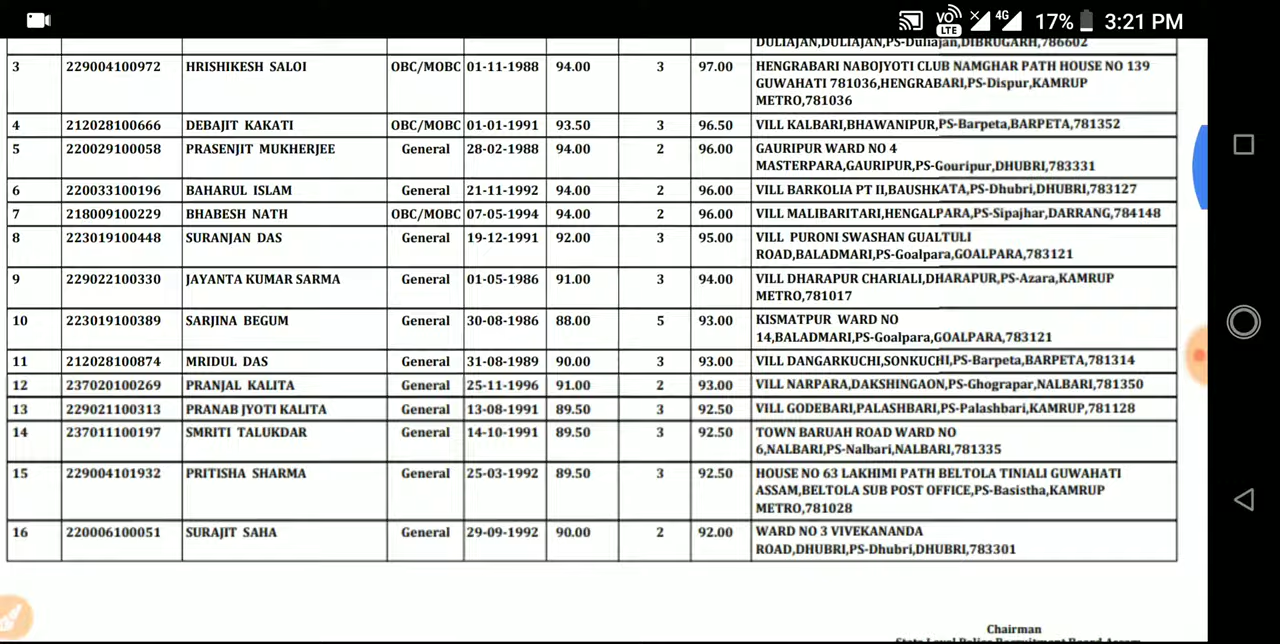 VO LTE 4G 17% 3:21 PM
DULIAJAN,DULIAJAN,PS-Duliajan,DIBRUGARH,786602
3 229004100972 HRISHIKESH SALOI OBC/MOBC 01-11-1988 94.00 3 97.00 HENGRABARI NABOJYOTI CLUB NAMGHAR PATH HOUSE NO 139
GUWAHATI 781036,HENGRABARI,PS-Dispur,KAMRUP
METRO,781036
4 212028100666 DEBAJIT KAKATI OBC/MOBC 01-01-1991 93.50 3 96.50 VILL KALBARI,BHAWANIPUR,PS-Barpeta,BARPETA,781352
5 220029100058 PRASENJIT MUKHERJEE General 28-02-1988 94.00 2 96.00 GAURIPUR WARD NO 4
MASTERPARA,GAURIPUR,PS-Gouripur,DHUBRI,783331
6 220033100196 BAHARUL ISLAM General 21-11-1992 94.00 2 96.00 VILL BARKOLIA PT II,BAUSHKATA,PS-Dhubri,DHUBRI,783127
7 218009100229 BHABESH NATH OBC/MOBC 07-05-1994 94.00 2 96.00 VILL MALIBARITARI,HENGALPARA,PS-Sipajhar,DARRANG,784148
8 223019100448 SURANJAN DAS General 19-12-1991 92.00 3 95.00 VILL PURONI SWASHAN GUALTULI
ROAD,BALADMARI,PS-Goalpara,GOALPARA,783121
9 229022100330 JAYANTA KUMAR SARMA General 01-05-1986 91.00 3 94.00 VILL DHARAPUR CHARIALI,DHARAPUR,PS-Azara,KAMRUP
METRO,781017
10 223019100389 SARJINA BEGUM General 30-08-1986 88.00 5 93.00 KISMATPUR WARD NO
14,BALADMARI,PS-Goalpara,GOALPARA,783121
11 212028100874 MRIDUL DAS General 31-08-1989 90.00 3 93.00 VILL DANGARKUCHI,SONKUCHI,PS-Barpeta,BARPETA,781314
12 237020100269 PRANJAL KALITA General 25-11-1996 91.00 2 93.00 VILL NARPARA,DAKSHINGAON,PS-Ghograpar,NALBARI,781350
13 229021100313 PRANAB JYOTI KALITA General 13-08-1991 89.50 3 92.50 VILL GODEBARI,PALASHBARI,PS-Palashbari,KAMRUP,781128
14 237011100197 SMRITI TALUKDAR General 14-10-1991 89.50 3 92.50 TOWN BARUAH ROAD WARD NO
6,NALBARI,PS-Nalbari,NALBARI,781335
15 229004101932 PRITISHA SHARMA General 25-03-1992 89.50 3 92.50 HOUSE NO 63 LAKHIMI PATH BELTOLA TINIALI GUWAHATI
ASSAM,BELTOLA SUB POST OFFICE,PS-Basistha,KAMRUP
METRO,781028
16 220006100051 SURAJIT SAHA General 29-09-1992 90.00 2 92.00 WARD NO 3 VIVEKANANDA
ROAD,DHUBRI,PS-Dhubri,DHUBRI,783301
Chairman
State Level Police Recruitment Board Assam